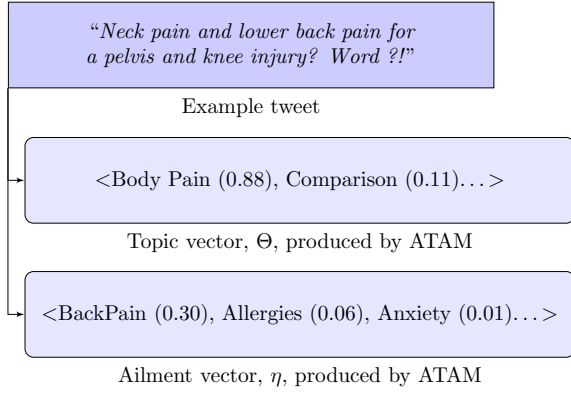 “Neck pain and lower back pain for
a pelvis and knee injury? Word ?!”
Example tweet
<Body Pain (0.88), Comparison (0.11)...>
Topic vector, Θ, produced by ATAM
<BackPain (0.30), Allergies (0.06), Anxiety (0.01)...>
Ailment vector, η, produced by ATAM